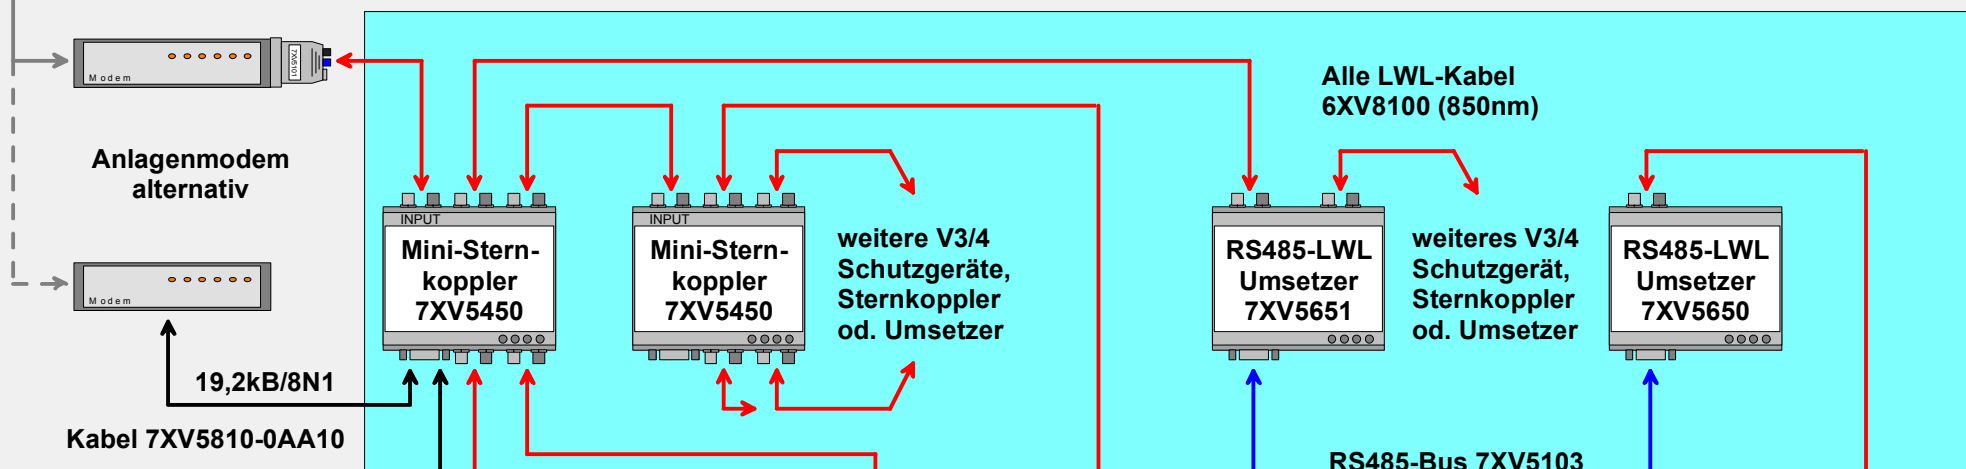 7XV5101
Modem
Alle LWL-Kabel
6XV8100 (850nm)
Anlagenmodem
alternativ
INPUT
Mini-Stern-
koppler
7XV5450
INPUT
Mini-Stern-
koppler
7XV5450
weitere V3/4
Schutzgeräte,
Sternkoppler
od. Umsetzer
RS485-LWL
Umsetzer
7XV5651
weiteres V3/4
Schutzgerät,
Sternkoppler
od. Umsetzer
RS485-LWL
Umsetzer
7XV5650
Modem
19,2kB/8N1
Kabel 7XV5810-0AA10
RS485-Bus 7XV5103